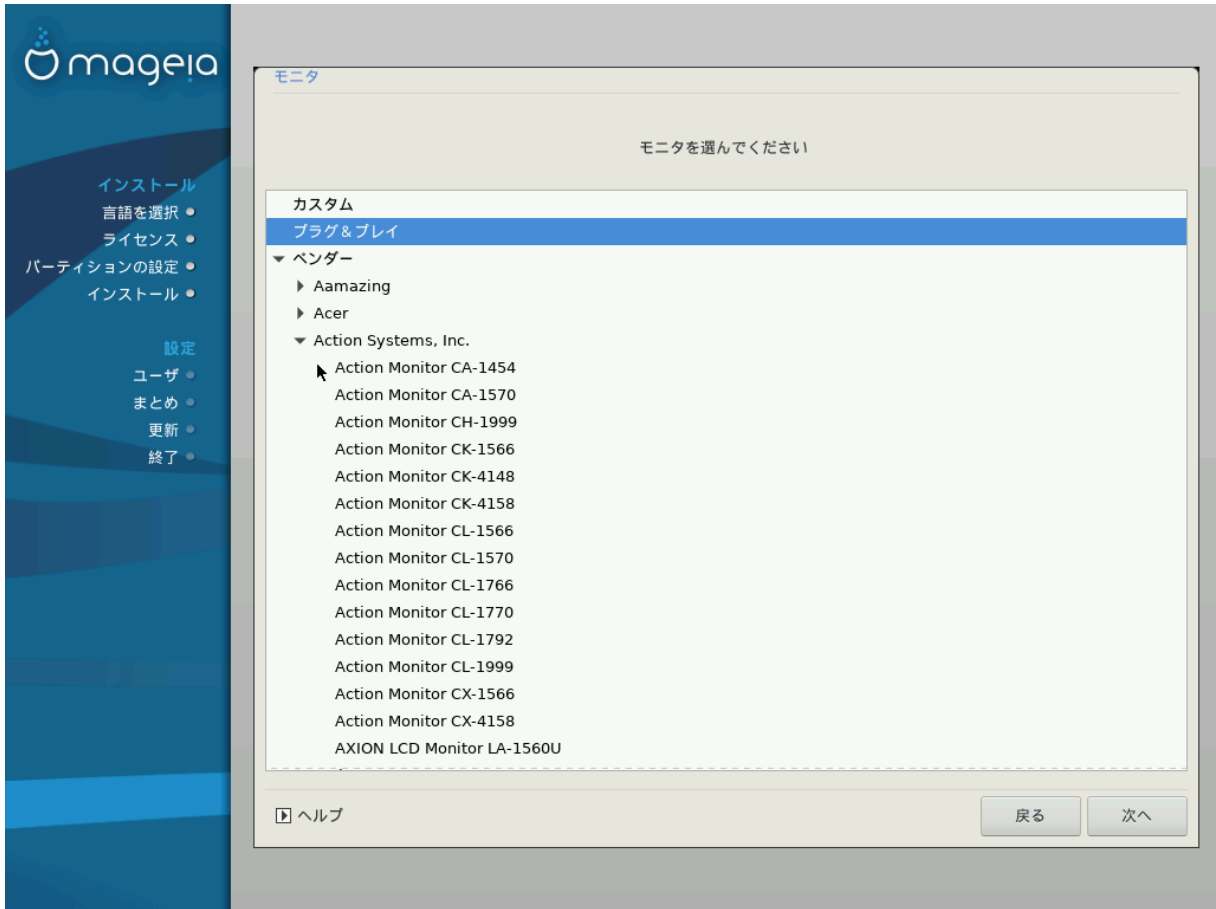 mageia
インストール
言語を選択
ライセンス
パーティションの設定
インストール
設定
ユーザ
まとめ
更新
終了
モニタ
モニタを選んでください
カスタム
プラグ＆プレイ
ベンダー
Aamazing
Acer
Action Systems, Inc.
Action Monitor CA-1454
Action Monitor CA-1570
Action Monitor CH-1999
Action Monitor CK-1566
Action Monitor CK-4148
Action Monitor CK-4158
Action Monitor CL-1566
Action Monitor CL-1570
Action Monitor CL-1766
Action Monitor CL-1770
Action Monitor CL-1792
Action Monitor CL-1999
Action Monitor CX-1566
Action Monitor CX-4158
AXION LCD Monitor LA-1560U
ヘルプ
戻る
次へ